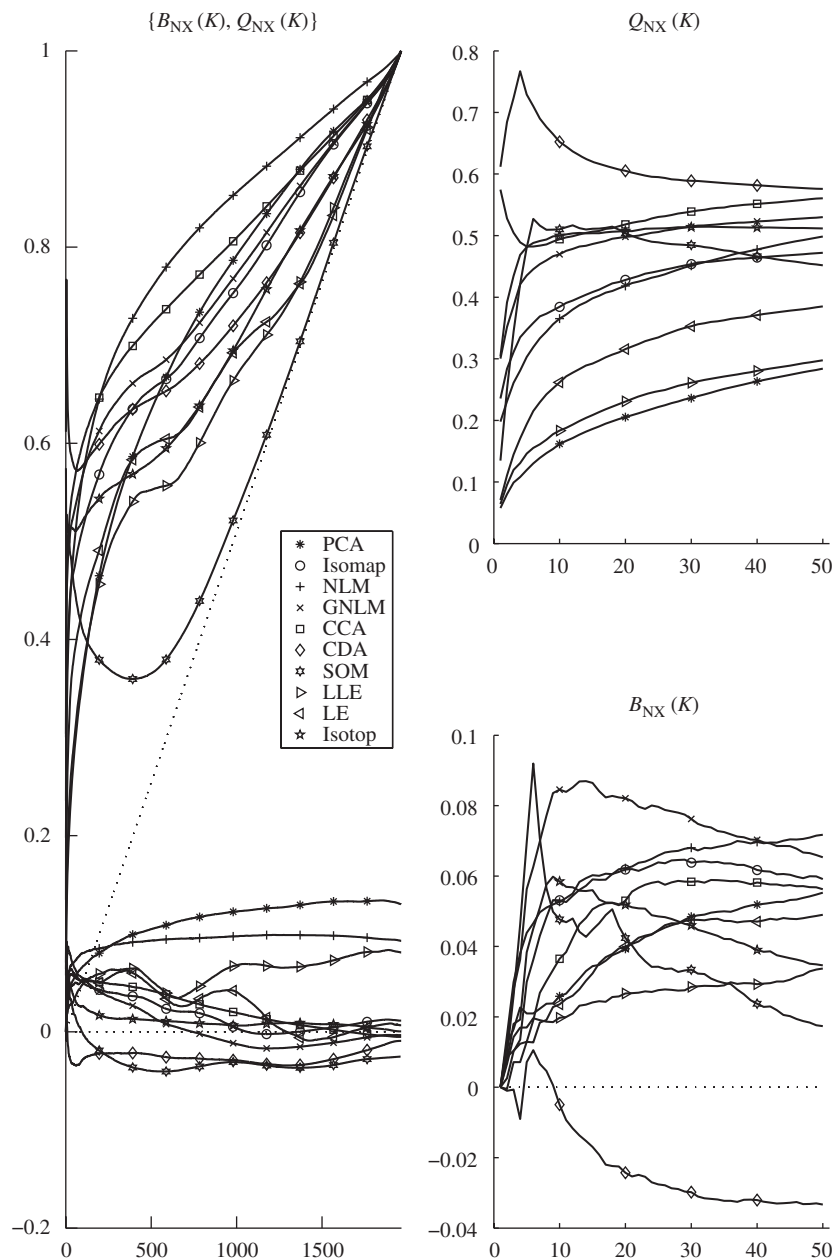 {B_NX (K), Q_NX (K)}
1
0.8
0.6
0.4
0.2
0
−0.2
0 500 1000 1500
PCA
Isomap
NLM
GNLM
CCA
CDA
SOM
LLE
LE
Isotop
Q_NX (K)
0.8
0.7
0.6
0.5
0.4
0.3
0.2
0.1
0
0 10 20 30 40 50
B_NX (K)
0.1
0.08
0.06
0.04
0.02
0
−0.02
−0.04
0 10 20 30 40 50